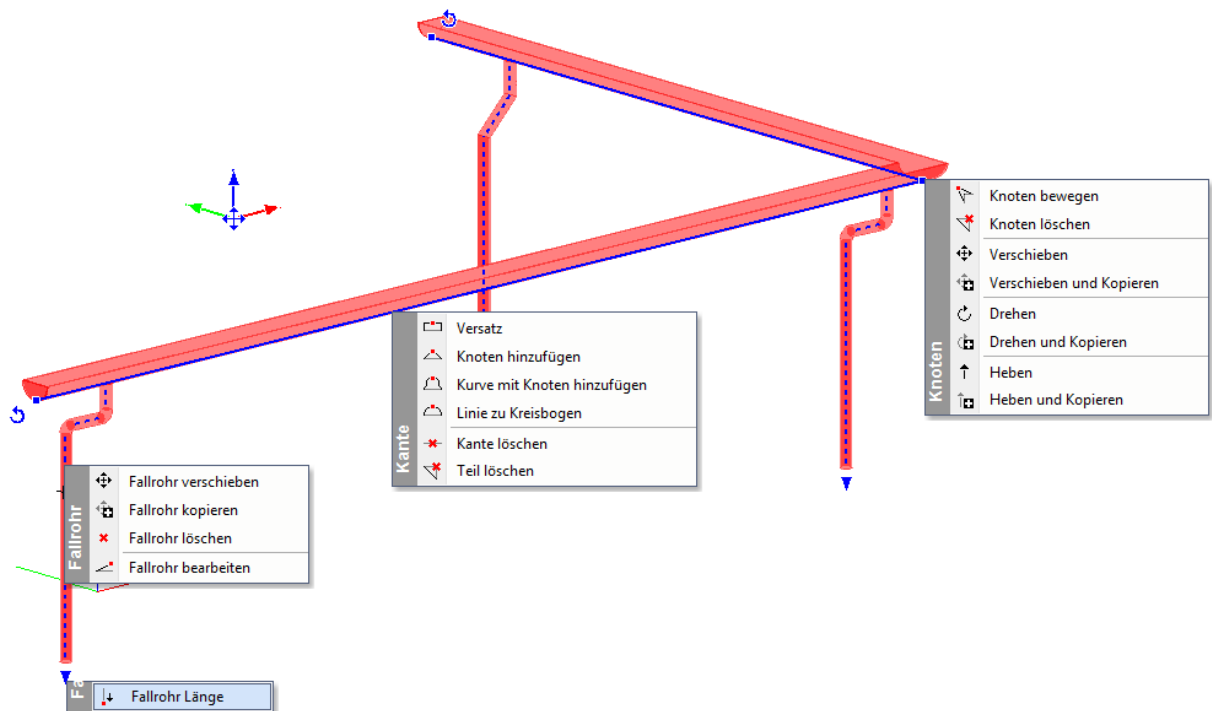 Knoten
Knoten bewegen
Knoten löschen
Verschieben
Verschieben und Kopieren
Drehen
Drehen und Kopieren
Heben
Heben und Kopieren
Kante
Versatz
Knoten hinzufügen
Kurve mit Knoten hinzufügen
Linie zu Kreisbogen
Kante löschen
Teil löschen
Fallrohr
Fallrohr verschieben
Fallrohr kopieren
Fallrohr löschen
Fallrohr bearbeiten
Fa
Fallrohr Länge